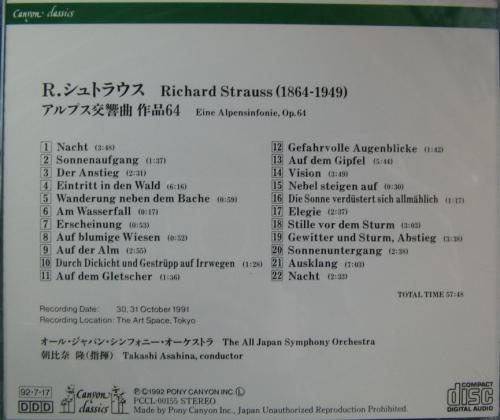 Canyon classics
R.シュトラウス Richard Strauss (1864-1949)
アルプス交響曲 作品64 Eine Alpensinfonie, Op.64
1 Nacht (3:48)
2 Sonnenaufgang (1:37)
3 Der Anstieg (2:31)
4 Eintritt in den Wald (6:16)
5 Wanderung neben dem Bache (0:59)
6 Am Wasserfall (0:17)
7 Erscheinung (0:53)
8 Auf blumige Wiesen (0:52)
9 Auf der Alm (2:55)
10 Durch Dickicht und Gestrüpp auf Irrwegen (1:28)
11 Auf dem Gletscher (1:36)
12 Gefahrvolle Augenblicke (1:42)
13 Auf dem Gipfel (5:44)
14 Vision (3:49)
15 Nebel steigen auf (0:30)
16 Die Sonne verdüstert sich allmählich (1:17)
17 Elegie (2:37)
18 Stille vor dem Sturm (3:03)
19 Gewitter und Sturm, Abstieg (3:38)
20 Sonnenuntergang (2:38)
21 Ausklang (7:03)
22 Nacht (2:33)
TOTAL TIME 57:48
Recording Date: 30, 31 October 1991
Recording Location: The Art Space, Tokyo
オール・ジャパン・シンフォニー・オーケストラ The All Japan Symphony Orchestra
朝比奈 隆(指揮) Takashi Asahina, conductor
92・7・17
DDD
Canyon classics
Ⓟ©1992 PONY CANYON INC. Ⓛ
PCCL-00155 STEREO
Made by Pony Canyon Inc., Japan Unauthorized Reproduction Prohibited.
COMPACT
disc
DIGITAL AUDIO